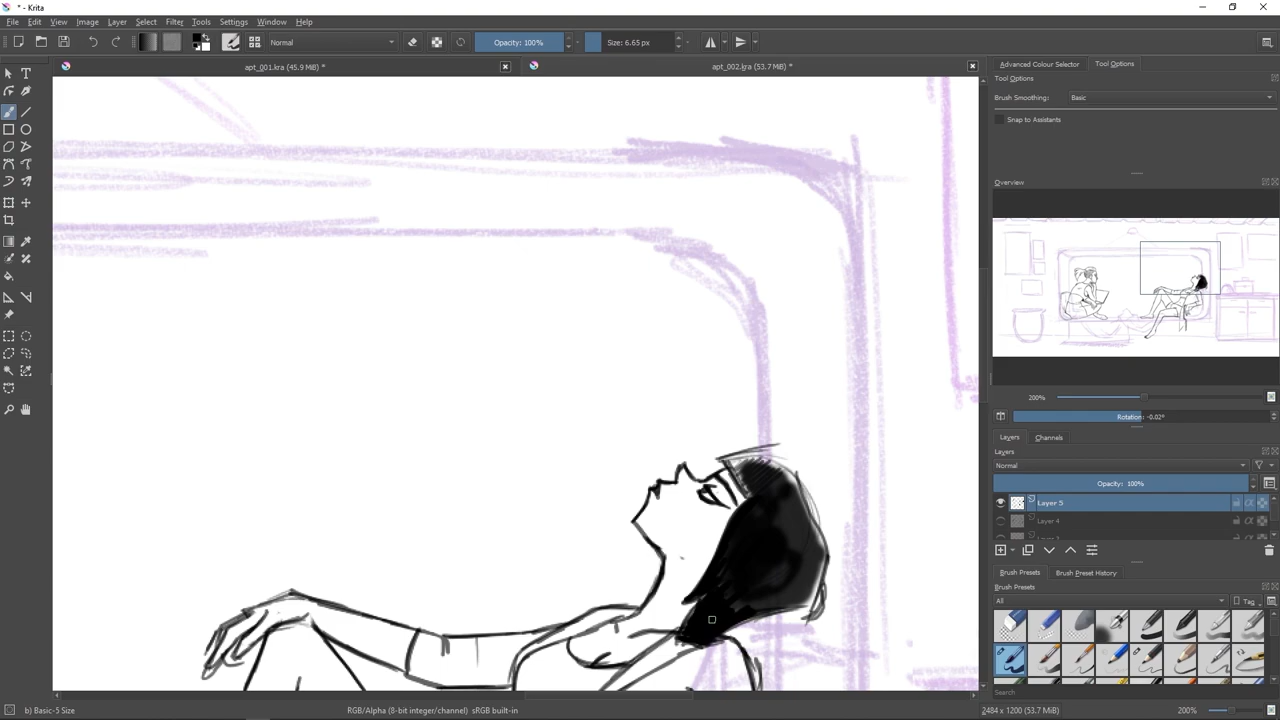 * - Krita
File Edit View Image Layer Select Filter Tools Settings Window Help
Normal Opacity: 100% Size: 6.65 px
apt_001.kra (45.9 MiB) * apt_002.kra (53.7 MiB) *
Advanced Colour Selector Tool Options
Tool Options
Brush Smoothing: Basic
Snap to Assistants
Overview
200%
Rotation: -0.02°
Layers Channels
Layers
Normal
Opacity: 100%
Layer 5
Layer 4
Brush Presets Brush Preset History
Brush Presets
All Tag
Search
b) Basic-5 Size RGB/Alpha (8-bit integer/channel) sRGB built-in 2484 x 1200 (53.7 MiB) 200%